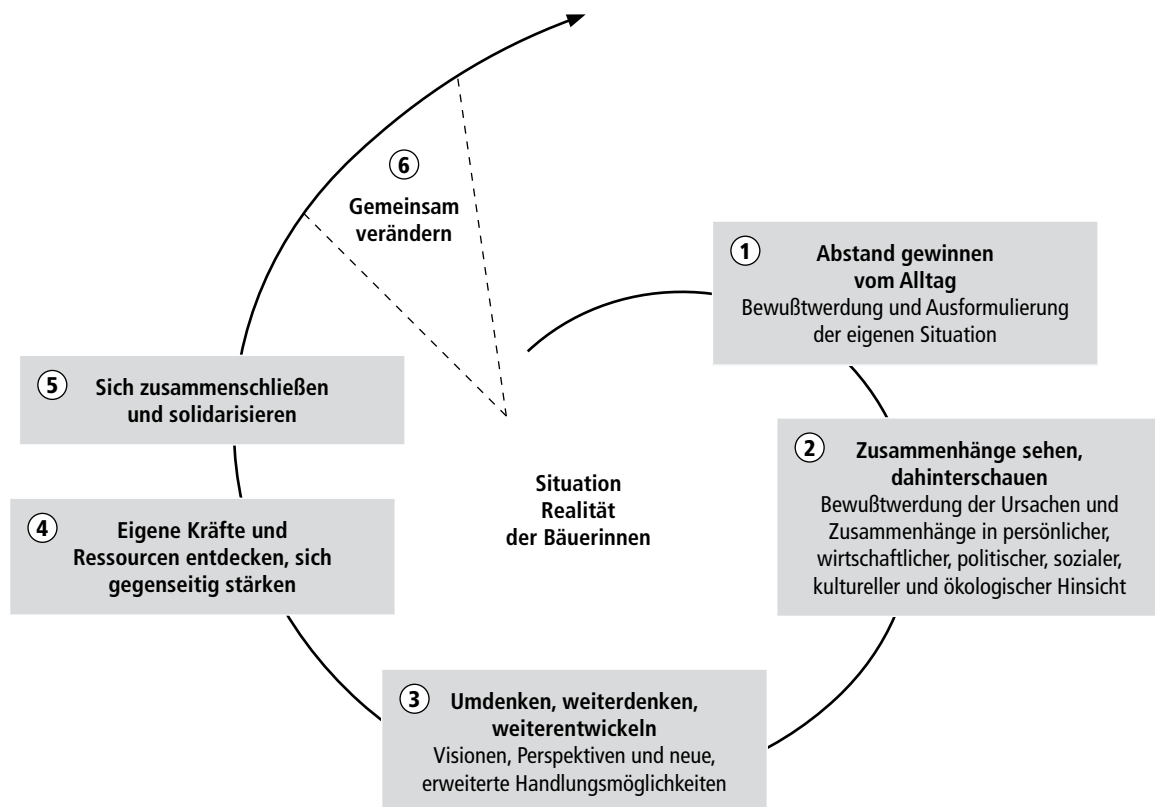 1
Abstand gewinnen
vom Alltag
Bewußtwerdung und Ausformulierung
der eigenen Situation
2
Zusammenhänge sehen,
dahinterschauen
Bewußtwerdung der Ursachen und
Zusammenhänge in persönlicher,
wirtschaftlicher, politischer, sozialer,
kultureller und ökologischer Hinsicht
3
Umdenken, weiterdenken,
weiterentwickeln
Visionen, Perspektiven und neue,
erweiterte Handlungsmöglichkeiten
4
Eigene Kräfte und
Ressourcen entdecken, sich
gegenseitig stärken
5
Sich zusammenschließen
und solidarisieren
6
Gemeinsam
verändern
Situation
Realität
der Bäuerinnen